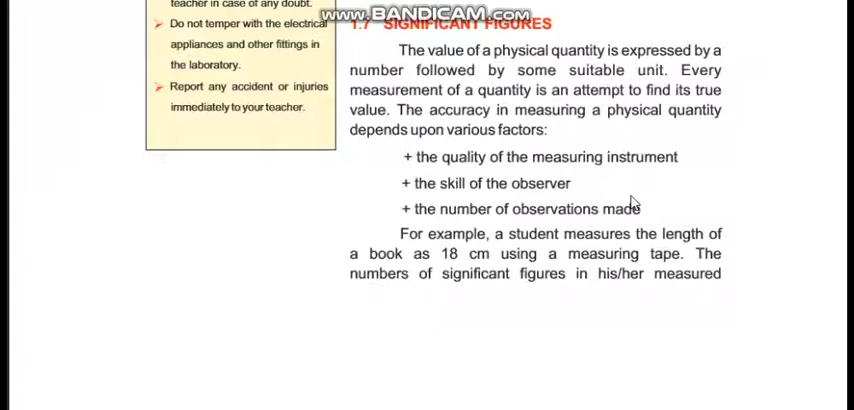 www.BANDICAM.com
teacher in case of any doubt.
➢ Do not temper with the electrical
appliances and other fittings in
the laboratory.
➢ Report any accident or injuries
immediately to your teacher.
1.7 SIGNIFICANT FIGURES
The value of a physical quantity is expressed by a
number followed by some suitable unit. Every
measurement of a quantity is an attempt to find its true
value. The accuracy in measuring a physical quantity
depends upon various factors:
+ the quality of the measuring instrument
+ the skill of the observer
+ the number of observations made
For example, a student measures the length of
a book as 18 cm using a measuring tape. The
numbers of significant figures in his/her measured